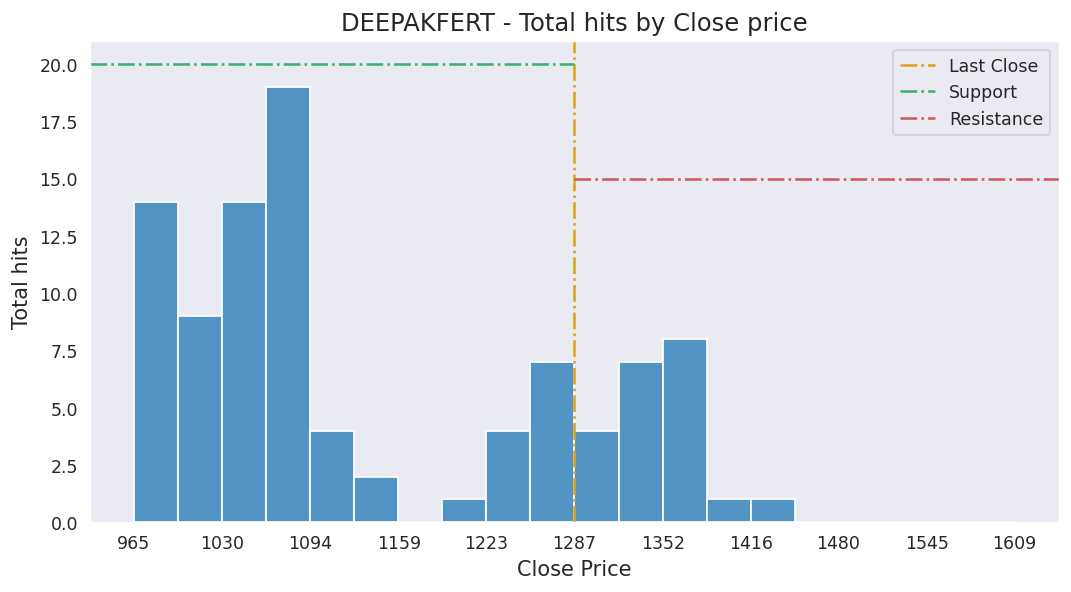 DEEPAKFERT - Total hits by Close price
Last Close
Support
Resistance
Total hits
20.0
17.5
15.0
12.5
10.0
7.5
5.0
2.5
0.0
965 1030 1094 1159 1223 1287 1352 1416 1480 1545 1609
Close Price